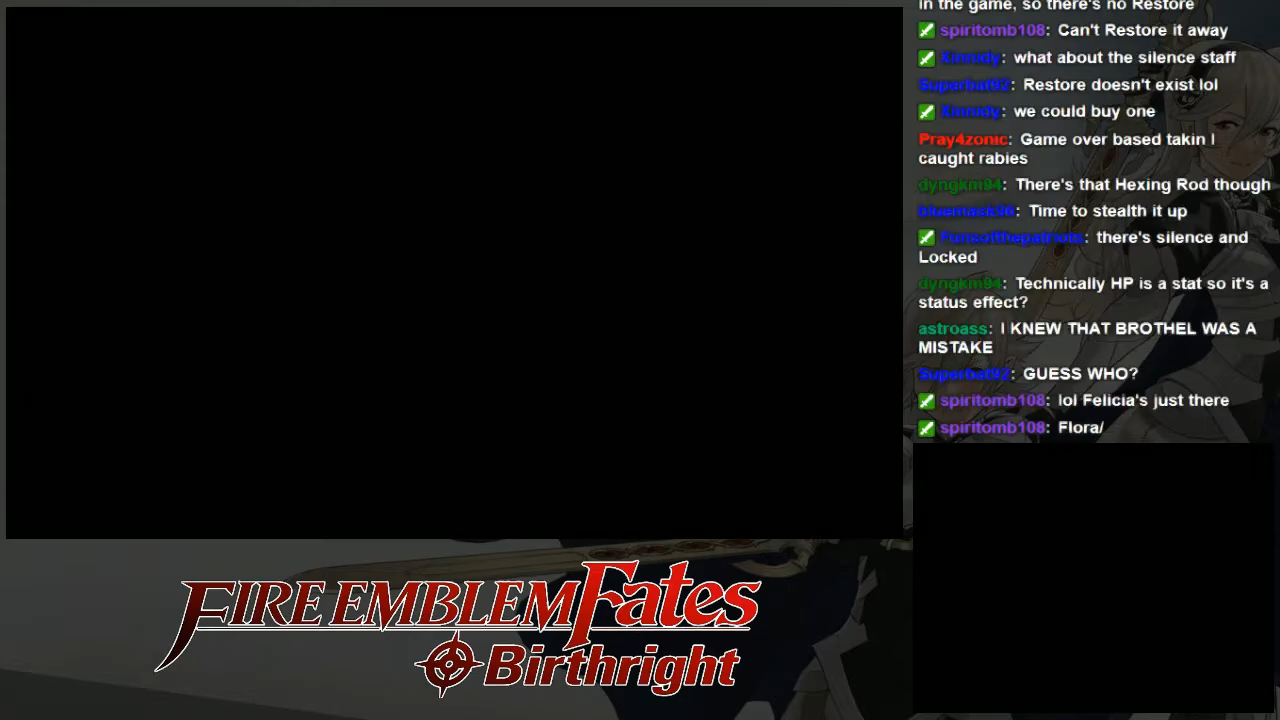 in the game, so there's no Restore
spiritomb108: Can't Restore it away
Xinnidy: what about the silence staff
Superbat92: Restore doesn't exist lol
Xinnidy: we could buy one
Pray4zonic: Game over based takin I
caught rabies
dyngkm94: There's that Hexing Rod though
bluemask96: Time to stealth it up
Funsofthepatriots: there's silence and
Locked
dyngkm94: Technically HP is a stat so it's a
status effect?
astroass: I KNEW THAT BROTHEL WAS A
MISTAKE
Superbat92: GUESS WHO?
spiritomb108: lol Felicia's just there
spiritomb108: Flora/
FIRE EMBLEM Fates
Birthright